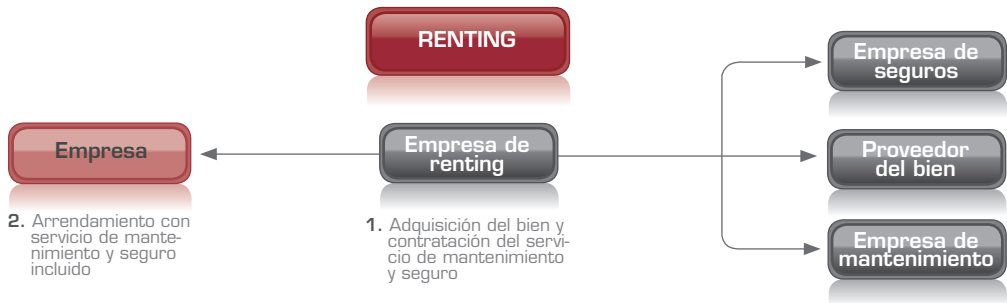 RENTING
Empresa de
seguros
Empresa
Empresa de
renting
Proveedor
del bien
2. Arrendamiento con
servicio de mante-
nimiento y seguro
incluido
1. Adquisición del bien y
contratación del servi-
cio de mantenimiento
y seguro
Empresa de
mantenimiento